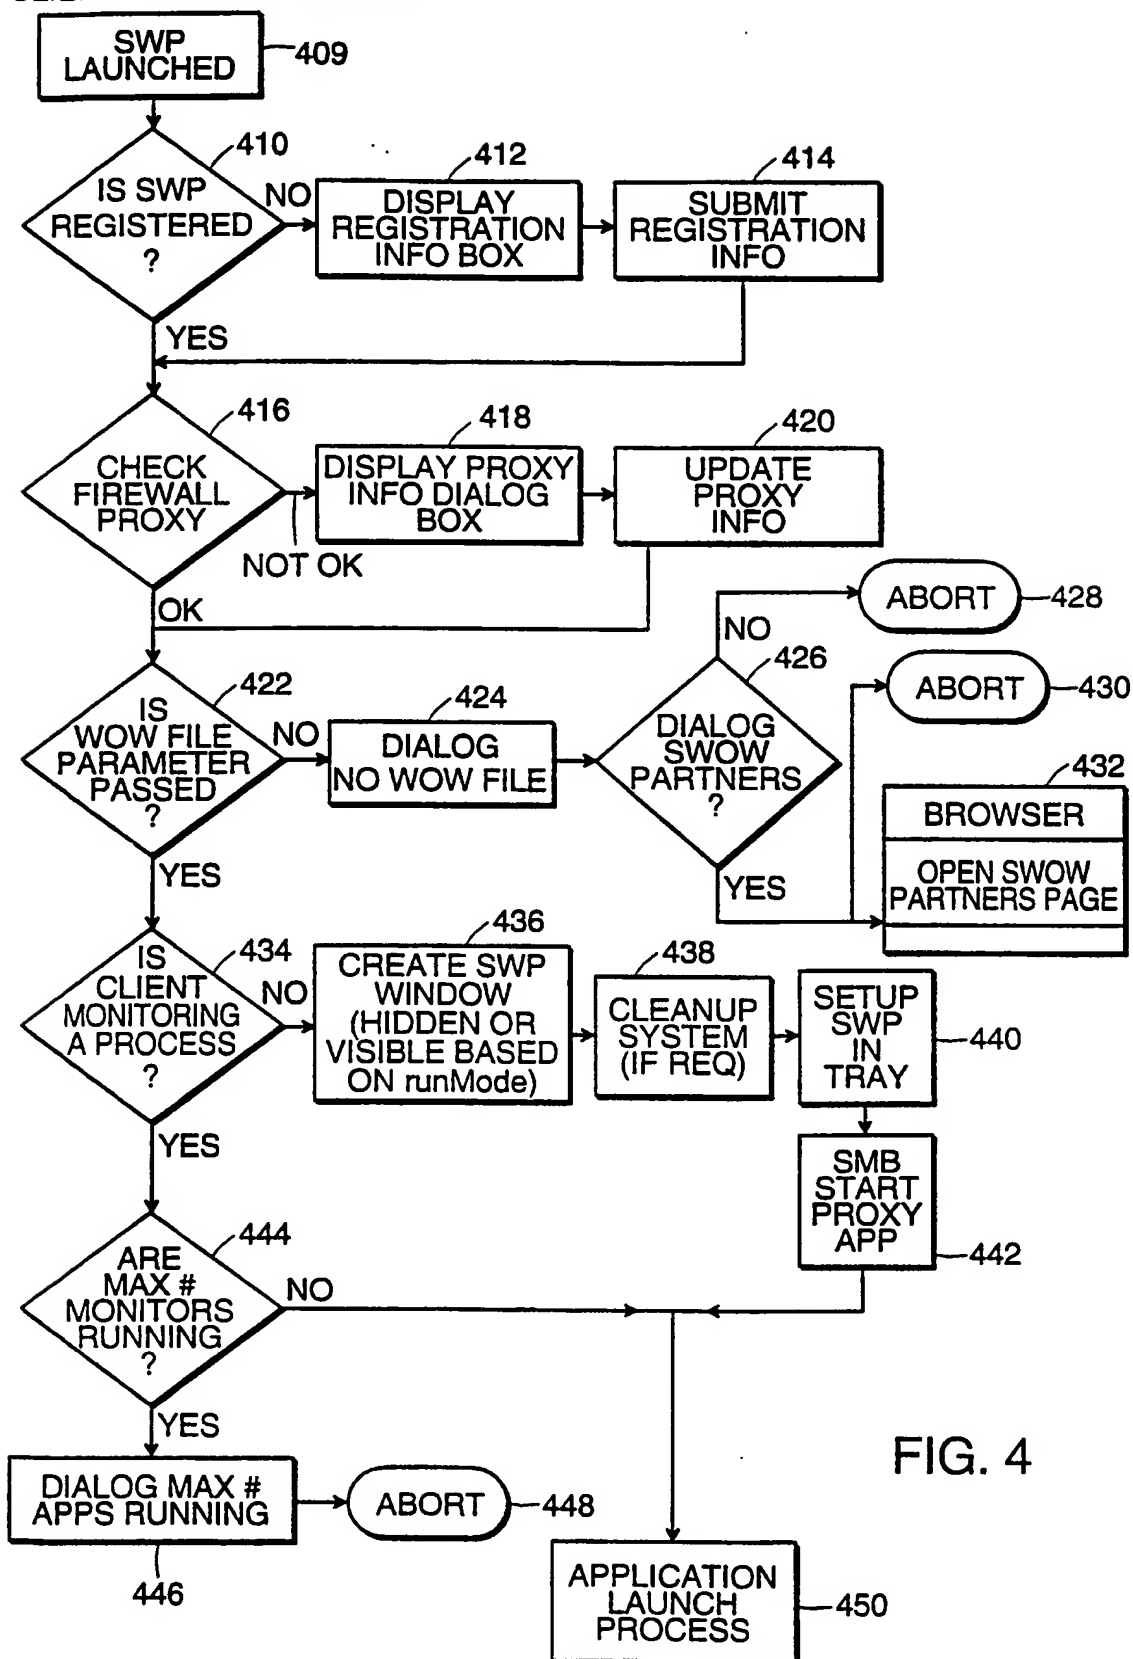 SWP
LAUNCHED
409
410
IS SWP
REGISTERED
?
NO
412
DISPLAY
REGISTRATION
INFO BOX
414
SUBMIT
REGISTRATION
INFO
YES
416
CHECK
FIREWALL
PROXY
NOT OK
418
DISPLAY PROXY
INFO DIALOG
BOX
420
UPDATE
PROXY
INFO
OK
422
IS
WOW FILE
PARAMETER
PASSED
?
NO
424
DIALOG
NO WOW FILE
426
DIALOG
SWOW
PARTNERS
?
NO
ABORT
428
ABORT
430
YES
432
BROWSER
OPEN SWOW
PARTNERS PAGE
YES
434
IS
CLIENT
MONITORING
A PROCESS
?
NO
436
CREATE SWP
WINDOW
(HIDDEN OR
VISIBLE BASED
ON runMode)
438
CLEANUP
SYSTEM
(IF REQ)
SETUP
SWP
IN
TRAY
440
SMB
START
PROXY
APP
442
YES
444
ARE
MAX #
MONITORS
RUNNING
?
NO
YES
DIALOG MAX #
APPS RUNNING
446
ABORT
448
APPLICATION
LAUNCH
PROCESS
450
FIG. 4